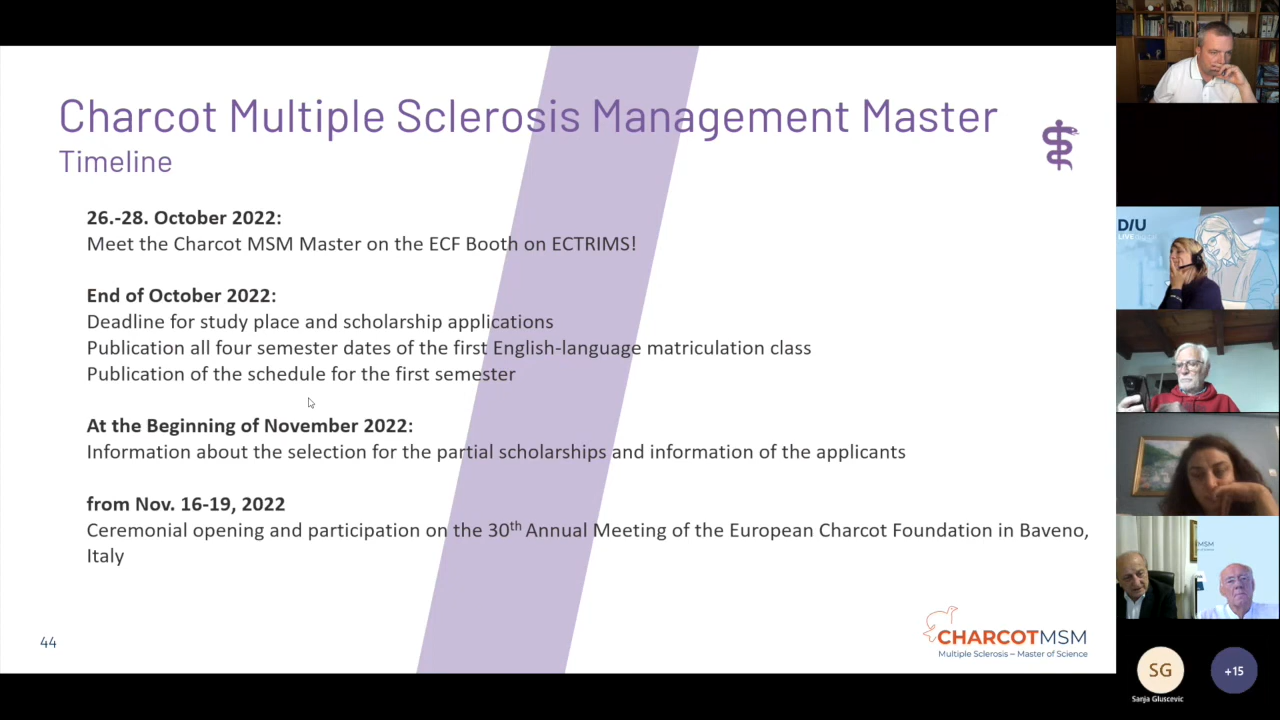 Charcot Multiple Sclerosis Management Master
Timeline
26.-28. October 2022:
Meet the Charcot MSM Master on the ECF Booth on ECTRIMS!
End of October 2022:
Deadline for study place and scholarship applications
Publication all four semester dates of the first English-language matriculation class
Publication of the schedule for the first semester
At the Beginning of November 2022:
Information about the selection for the partial scholarships and information of the applicants
from Nov. 16-19, 2022
Ceremonial opening and participation on the 30th Annual Meeting of the European Charcot Foundation in Baveno,
Italy
44
CHARCOTMSM
Multiple Sclerosis – Master of Science
DIU
LIVE
MSM
SG
+15
Sanja Gluscevic